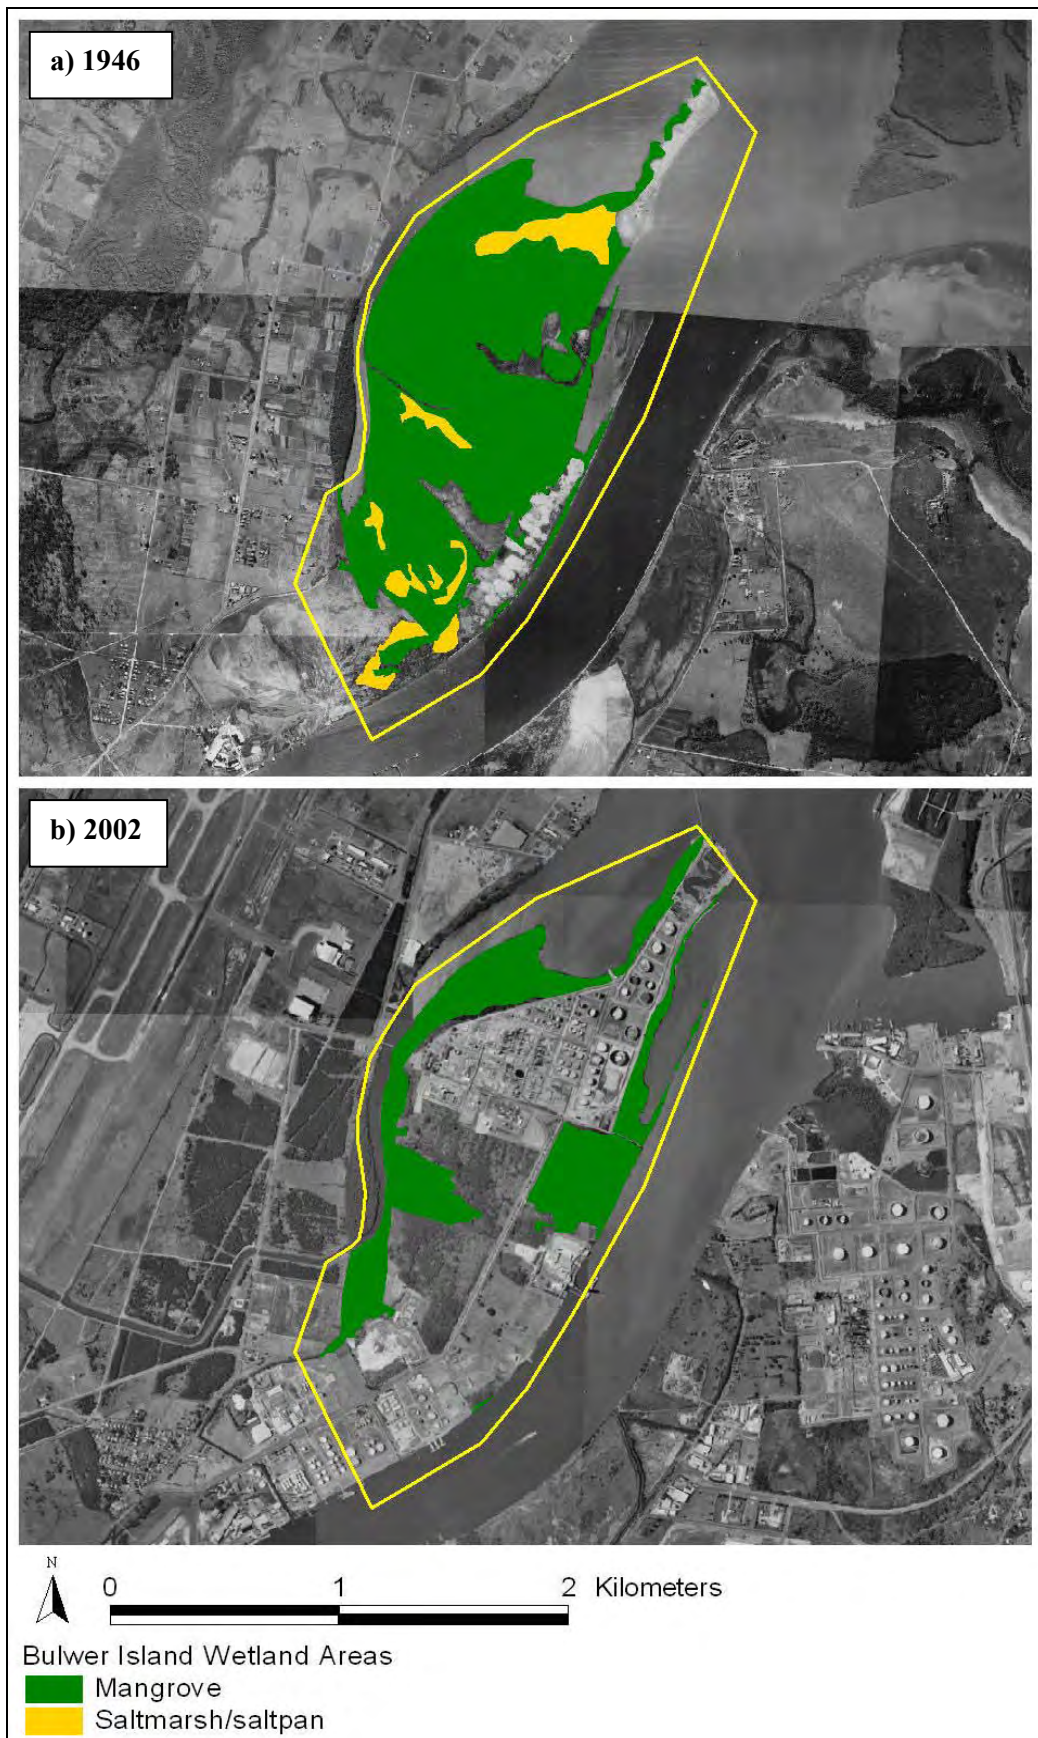 a) 1946
b) 2002
N
0 1 2 Kilometers
Bulwer Island Wetland Areas
Mangrove
Saltmarsh/saltpan